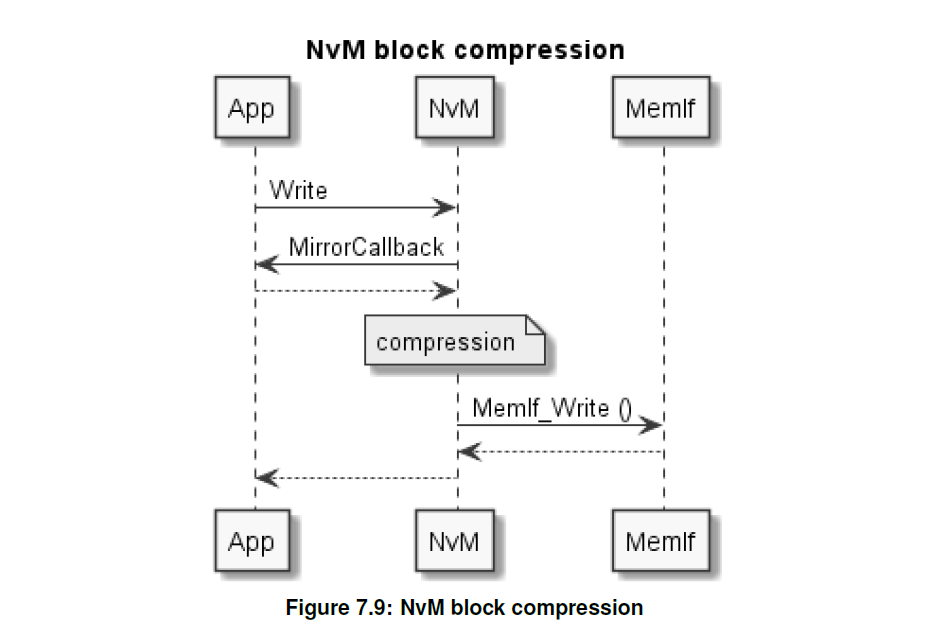 NvM block compression
App NvM MemIf
Write
MirrorCallback
compression
MemIf_Write ()
App NvM MemIf
Figure 7.9: NvM block compression